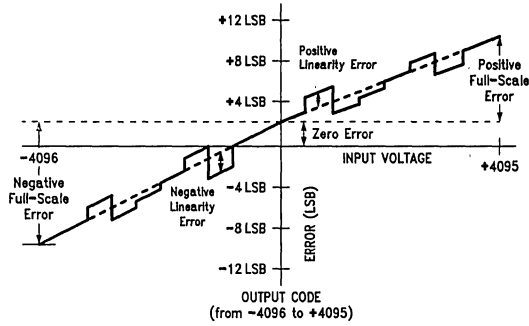 +12 LSB
+8 LSB
+4 LSB
Positive
Linearity Error
Positive
Full-Scale
Error
Zero Error
-4096
INPUT VOLTAGE
+4095
Negative
Full-Scale
Error
Negative
Linearity
Error
-4 LSB
-8 LSB
-12 LSB
ERROR (LSB)
OUTPUT CODE
(from -4096 to +4095)